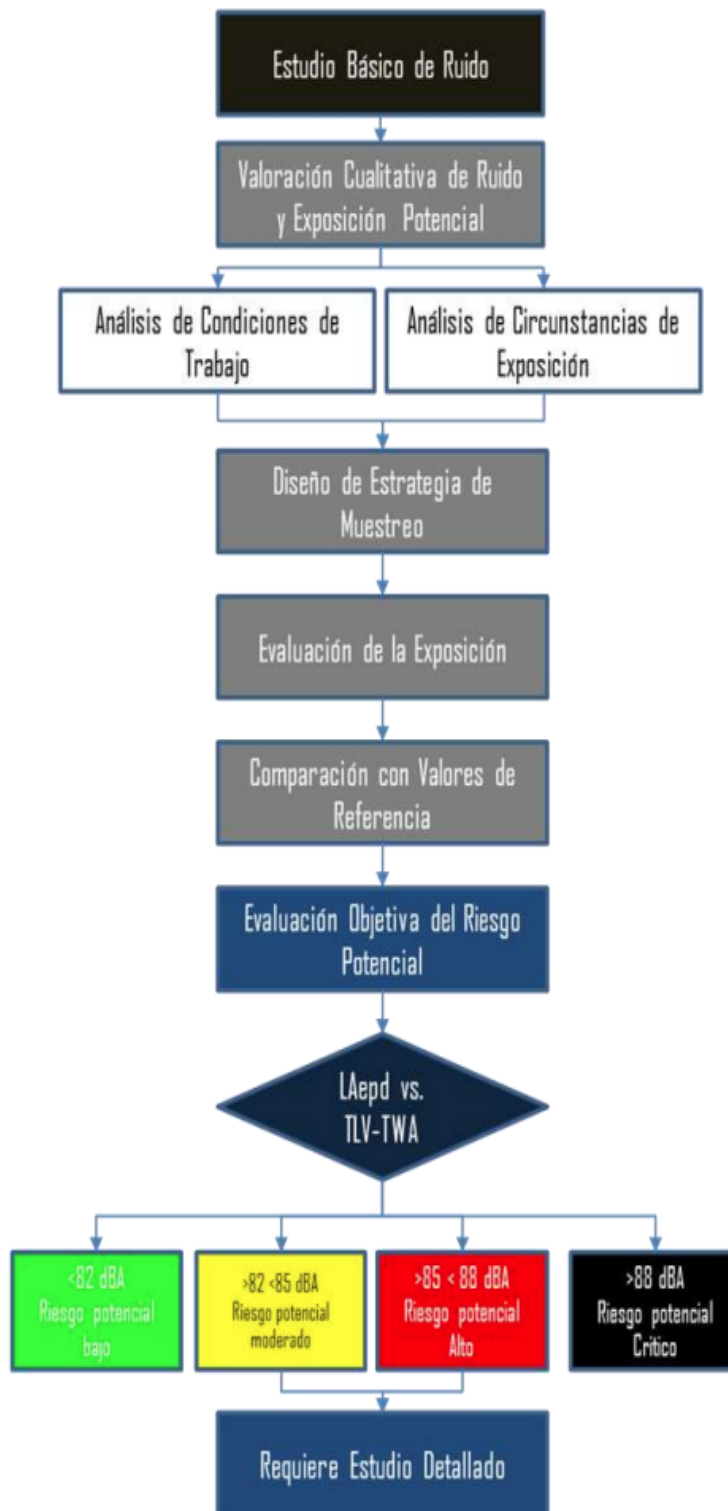 Estudio Básico de Ruido
Valoración Cualitativa de Ruido
y Exposición Potencial
Análisis de Condiciones de
Trabajo
Análisis de Circunstancias de
Exposición
Diseño de Estrategia de
Muestreo
Evaluación de la Exposición
Comparación con Valores de
Referencia
Evaluación Objetiva del Riesgo
Potencial
LAepd vs.
TLV-TWA
<82 dBA
Riesgo potencial
bajo
>82 <85 dBA
Riesgo potencial
moderado
>85 < 88 dBA
Riesgo potencial
Alto
>88 dBA
Riesgo potencial
Crítico
Requiere Estudio Detallado